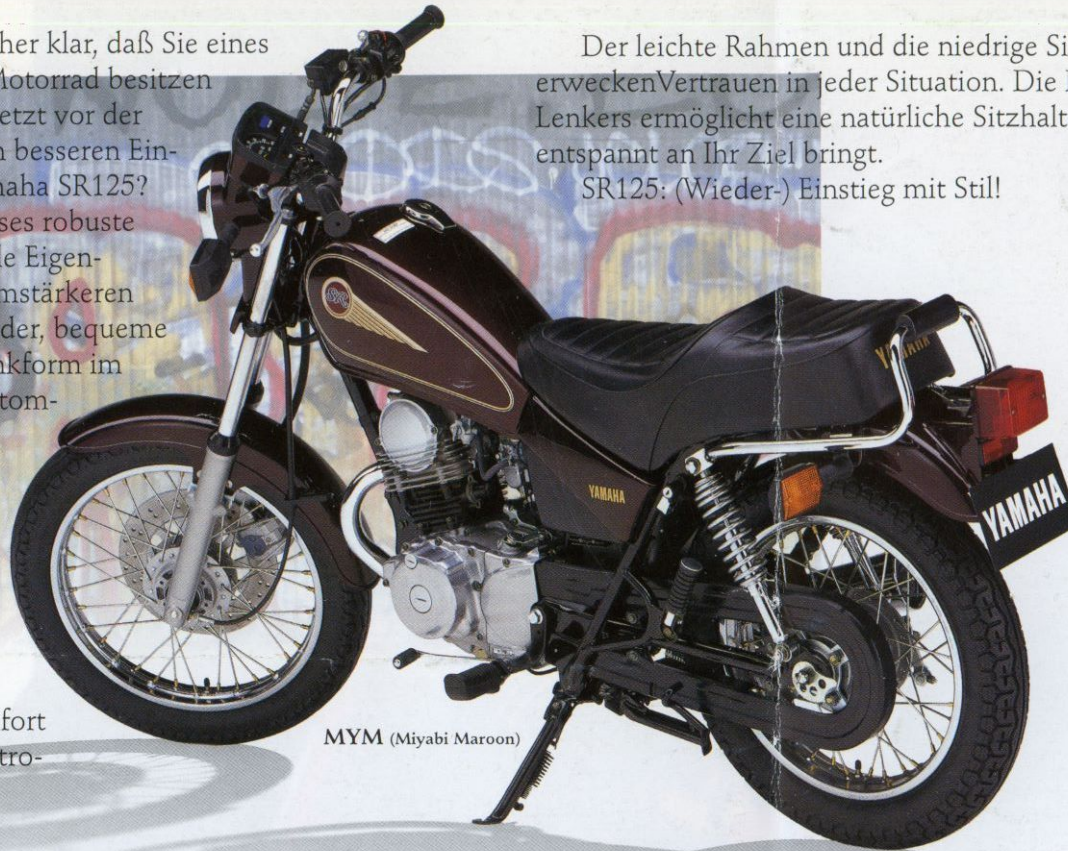 her klar, daß Sie eines
Motorrad besitzen
etzt vor der
n besseren Ein-
naha SR125?
ses robuste
le Eigen-
mstärkeren
der, bequeme
nkform im
tom-
fort
tro-
Der leichte Rahmen und die niedrige Si
erweckenVertrauen in jeder Situation. Die
Lenkers ermöglicht eine natürliche Sitzhalt
entspannt an Ihr Ziel bringt.
SR125: (Wieder-) Einstieg mit Stil!
YAMAHA
YAMAHA
YAMAHA
MYM (Miyabi Maroon)